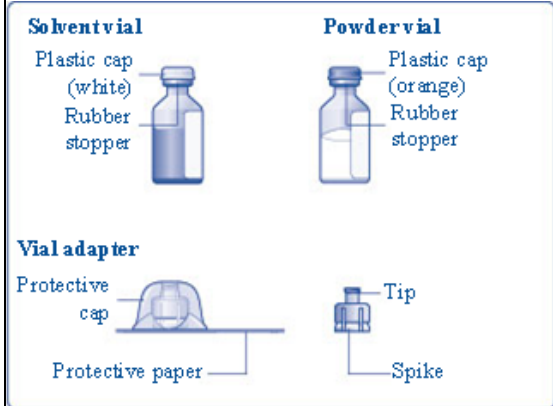 Solvent vial
Plastic cap
(white)
Rubber
stopper
Powder vial
Plastic cap
(orange)
Rubber
stopper
Vial adapter
Protective
cap
Protective paper
Tip
Spike